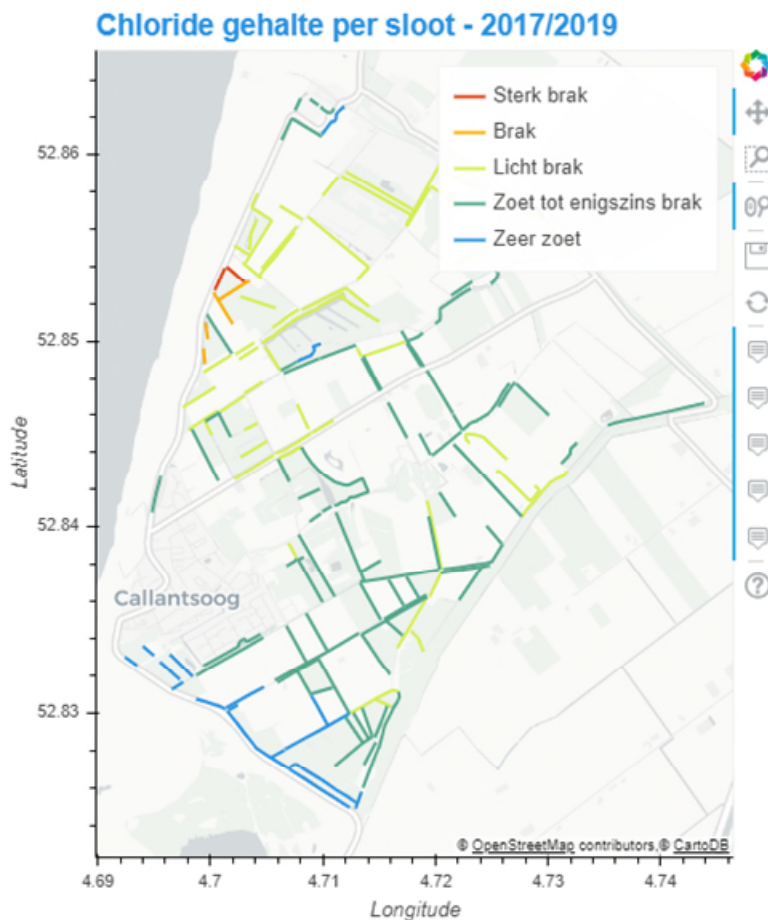 Chloride gehalte per sloot - 2017/2019
Sterk brak
Brak
Licht brak
Zoet tot enigszins brak
Zeer zoet
52.86
52.85
52.84
52.83
Latitude
Callantsoog
© OpenStreetMap contributors,© CartoDB
4.69 4.7 4.71 4.72 4.73 4.74
Longitude